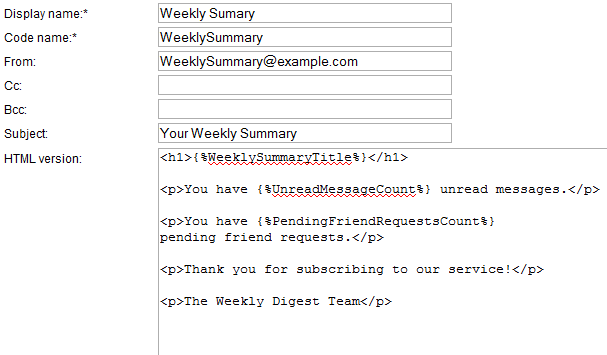 Display name:* Weekly Sumary
Code name:* WeeklySummary
From: WeeklySummary@example.com
Cc:
Bcc:
Subject: Your Weekly Summary
HTML version: <h1>{%WeeklySummaryTitle%}</h1>
<p>You have {%UnreadMessageCount%} unread messages.</p>
<p>You have {%PendingFriendRequestsCount%}
pending friend requests.</p>
<p>Thank you for subscribing to our service!</p>
<p>The Weekly Digest Team</p>